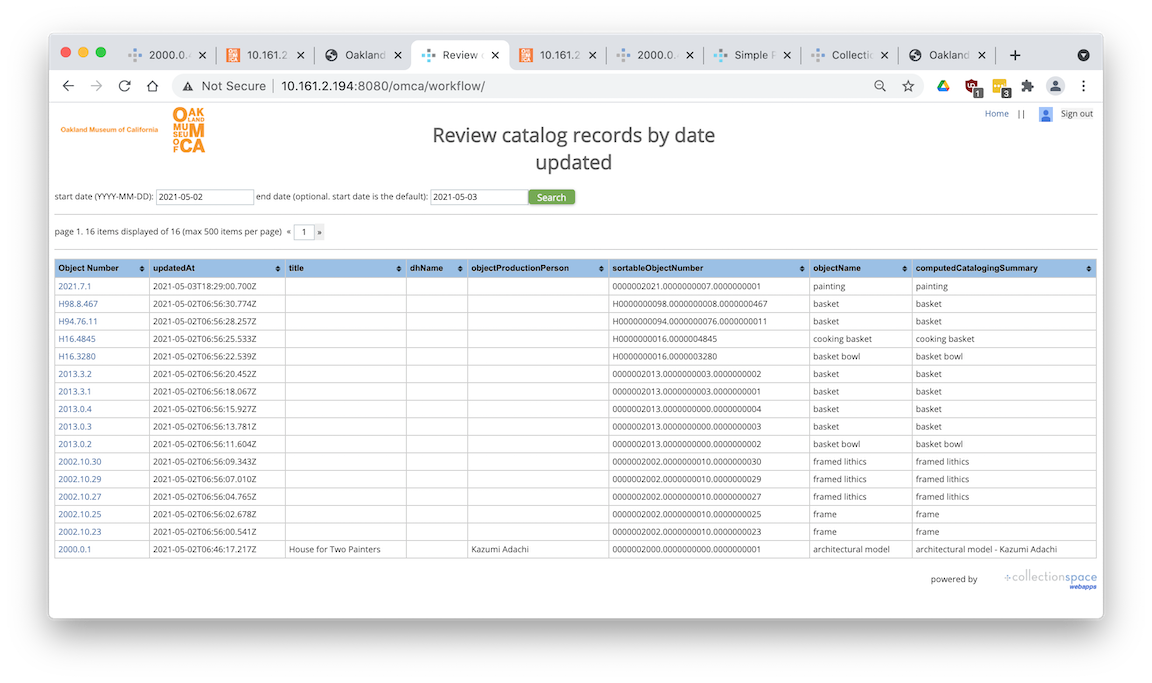 2000.0.
10.161.2
Oakland
Review
10.161.2
2000.0.
Simple
Collecti
Oakland
Not Secure | 10.161.2.194:8080/omca/workflow/
1
3
Oakland Museum of California
OAK
LAND
MU M
SEU
OF CA
Home || Sign out
Review catalog records by date
updated
start date (YYYY-MM-DD): 2021-05-02 end date (optional. start date is the default): 2021-05-03 Search
page 1. 16 items displayed of 16 (max 500 items per page) « 1 »
Object Number updatedAt title dhName objectProductionPerson sortableObjectNumber objectName computedCatalogingSummary
2021.7.1 2021-05-03T18:29:00.700Z 0000002021.0000000007.0000000001 painting painting
H98.8.467 2021-05-02T06:56:30.774Z H0000000098.0000000008.0000000467 basket basket
H94.76.11 2021-05-02T06:56:28.257Z H0000000094.0000000076.0000000011 basket basket
H16.4845 2021-05-02T06:56:25.533Z H0000000016.0000004845 cooking basket cooking basket
H16.3280 2021-05-02T06:56:22.539Z H0000000016.0000003280 basket bowl basket bowl
2013.3.2 2021-05-02T06:56:20.452Z 0000002013.0000000003.0000000002 basket basket
2013.3.1 2021-05-02T06:56:18.067Z 0000002013.0000000003.0000000001 basket basket
2013.0.4 2021-05-02T06:56:15.927Z 0000002013.0000000000.0000000004 basket basket
2013.0.3 2021-05-02T06:56:13.781Z 0000002013.0000000000.0000000003 basket basket
2013.0.2 2021-05-02T06:56:11.604Z 0000002013.0000000000.0000000002 basket bowl basket bowl
2002.10.30 2021-05-02T06:56:09.343Z 0000002002.0000000010.0000000030 framed lithics framed lithics
2002.10.29 2021-05-02T06:56:07.010Z 0000002002.0000000010.0000000029 framed lithics framed lithics
2002.10.27 2021-05-02T06:56:04.765Z 0000002002.0000000010.0000000027 framed lithics framed lithics
2002.10.25 2021-05-02T06:56:02.678Z 0000002002.0000000010.0000000025 frame frame
2002.10.23 2021-05-02T06:56:00.541Z 0000002002.0000000010.0000000023 frame frame
2000.0.1 2021-05-02T06:46:17.217Z House for Two Painters Kazumi Adachi 0000002000.0000000000.0000000001 architectural model architectural model - Kazumi Adachi
powered by collectionspace
webapps